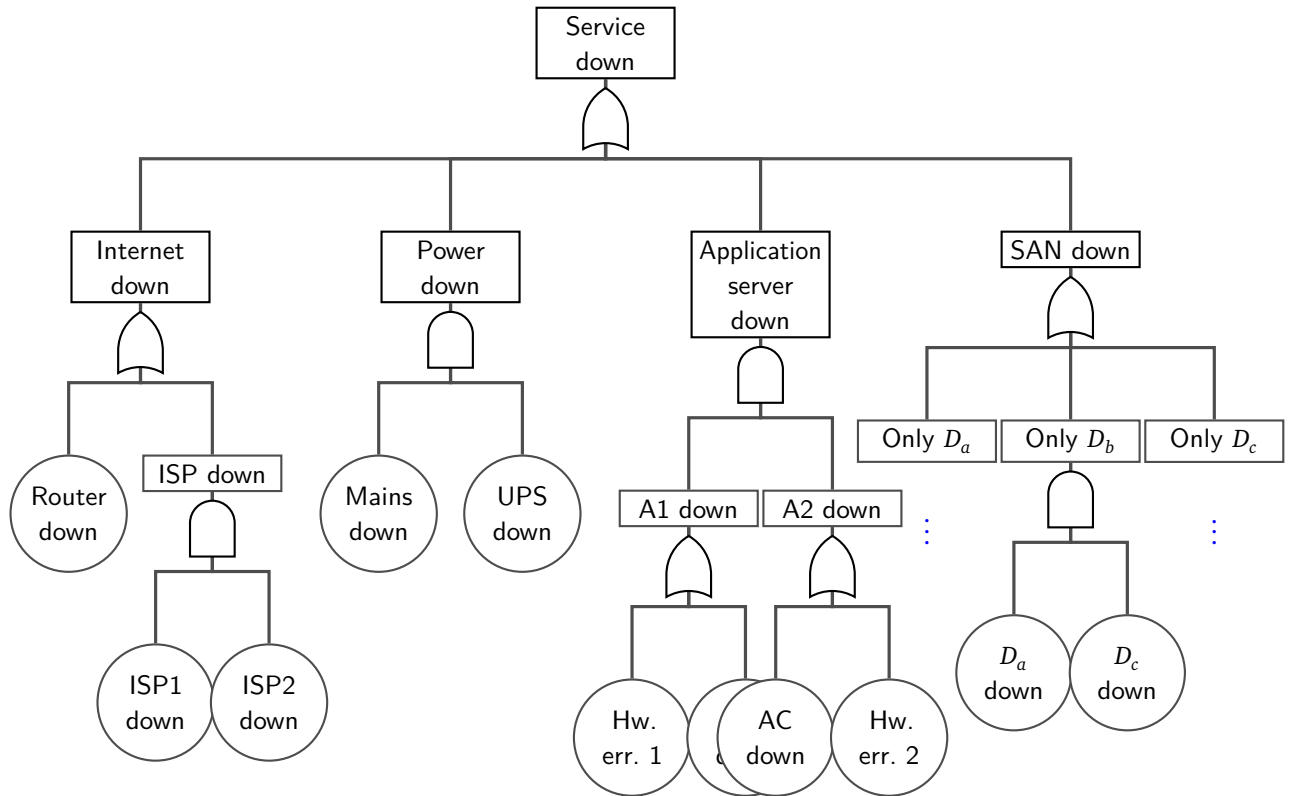 Service
down
Internet
down
Power
down
Application
server
down
SAN down
Only Dₐ
Only D_b
Only D_c
Router
down
ISP down
Mains
down
UPS
down
A1 down
A2 down
ISP1
down
ISP2
down
Hw.
err. 1
AC
down
Hw.
err. 2
Dₐ
down
D_c
down